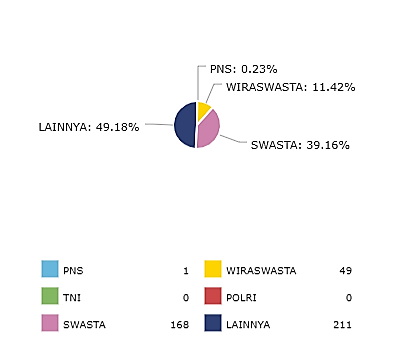 PNS: 0.23%
WIRASWASTA: 11.42%
LAINNYA: 49.18%
SWASTA: 39.16%
PNS 1 WIRASWASTA 49
TNI 0 POLRI 0
SWASTA 168 LAINNYA 211